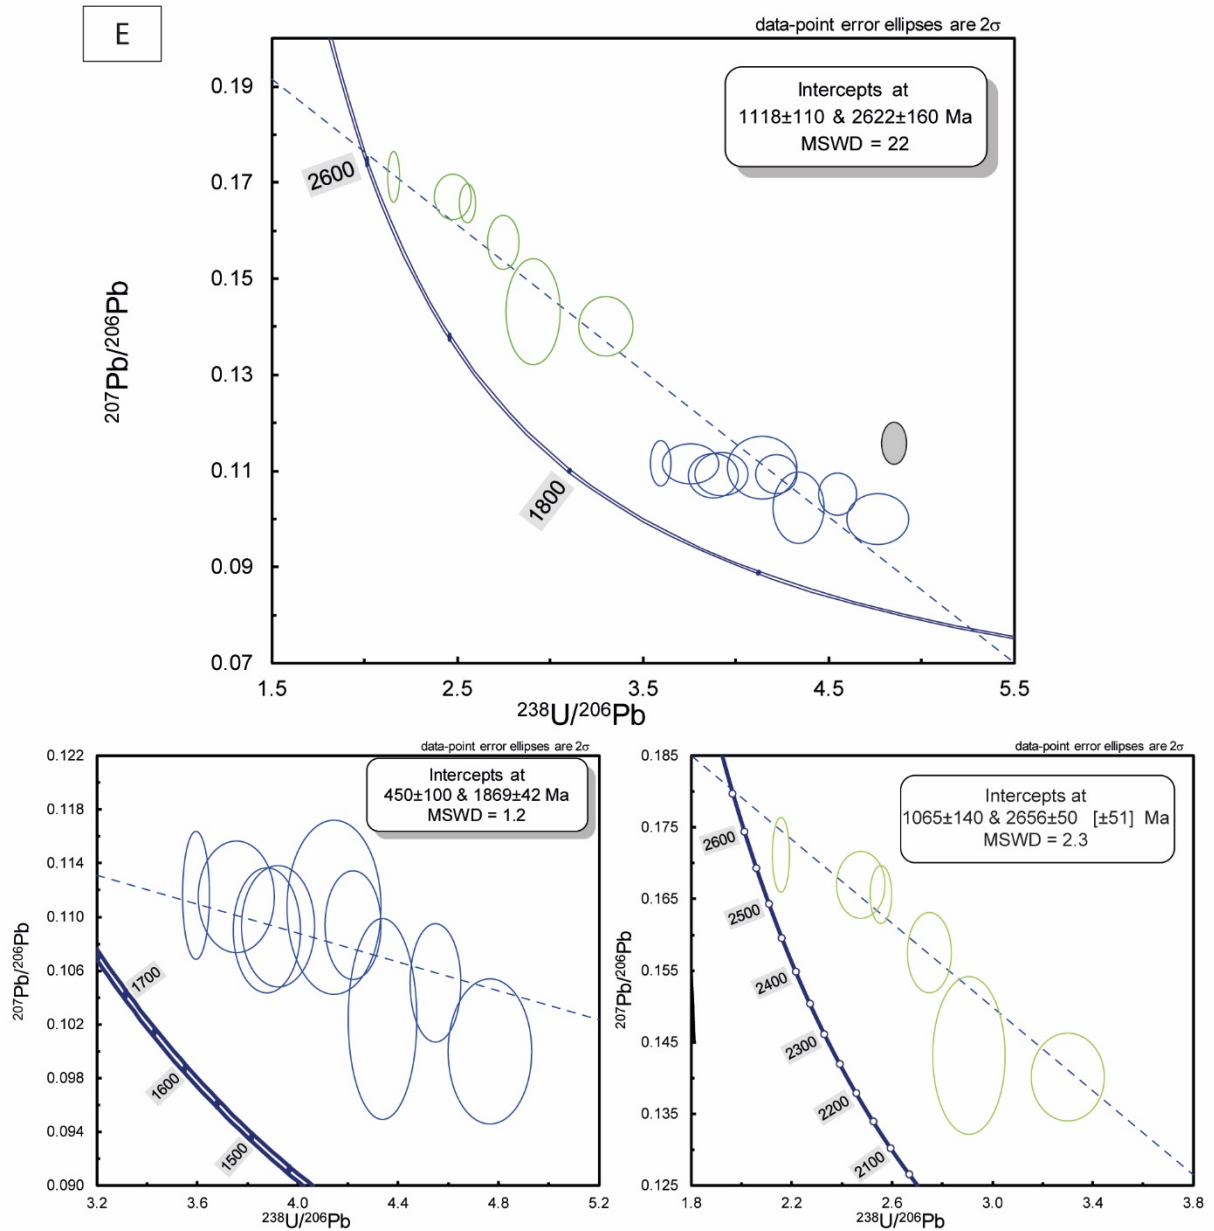 E
data-point error ellipses are 2σ
Intercepts at
1118±110 & 2622±160 Ma
MSWD = 22
0.19
0.17
0.15
0.13
0.11
0.09
0.07
207Pb/206Pb
2600
1800
1.5 2.5 3.5 4.5 5.5
238U/206Pb
data-point error ellipses are 2σ
Intercepts at
450±100 & 1869±42 Ma
MSWD = 1.2
0.122
0.118
0.114
0.110
0.106
0.102
0.098
0.094
0.090
207Pb/206Pb
1700
1600
1500
3.2 3.6 4.0 4.4 4.8 5.2
238U/206Pb
data-point error ellipses are 2σ
Intercepts at
1065±140 & 2656±50 [±51] Ma
MSWD = 2.3
0.185
0.175
0.165
0.155
0.145
0.135
0.125
207Pb/206Pb
2600
2500
2400
2300
2200
2100
1.8 2.2 2.6 3.0 3.4 3.8
238U/206Pb